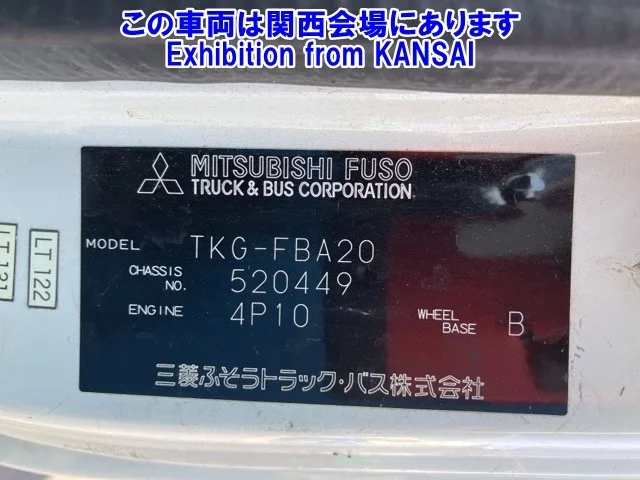 この車両は関西会場にあります
Exhibition from KANSAI
MITSUBISHI FUSO
TRUCK & BUS CORPORATION
MODEL TKG-FBA20
CHASSIS NO. 520449
ENGINE 4P10
WHEEL BASE B
三菱ふそうトラック・バス株式会社
LT121
LT122